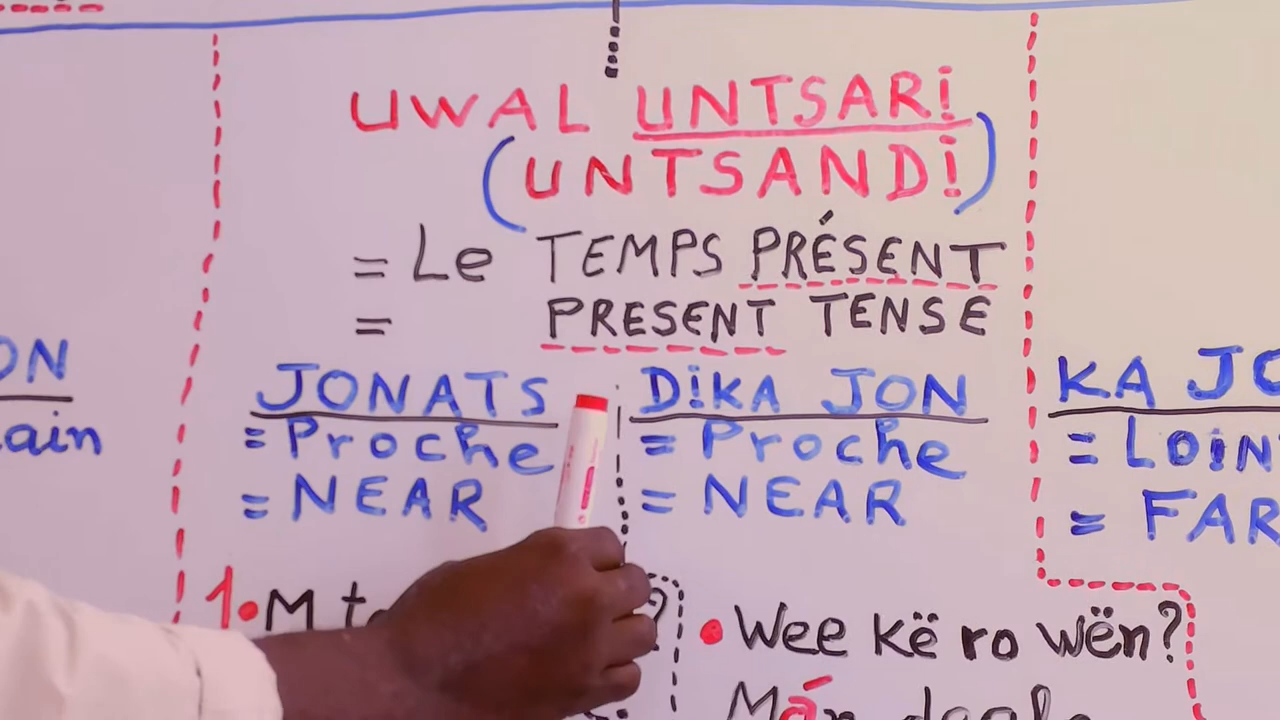 UWAL UNTSARi
(UNTSANDi)
= Le TEMPS PRÉSENT
= PRESENT TENSE
ON
ain
JONATS
= Proche
= NEAR
DiKA JON
= Proche
= NEAR
KA JO
= LOiN
= FAR
1. M
?
• Wee kë ro wën?
Mán